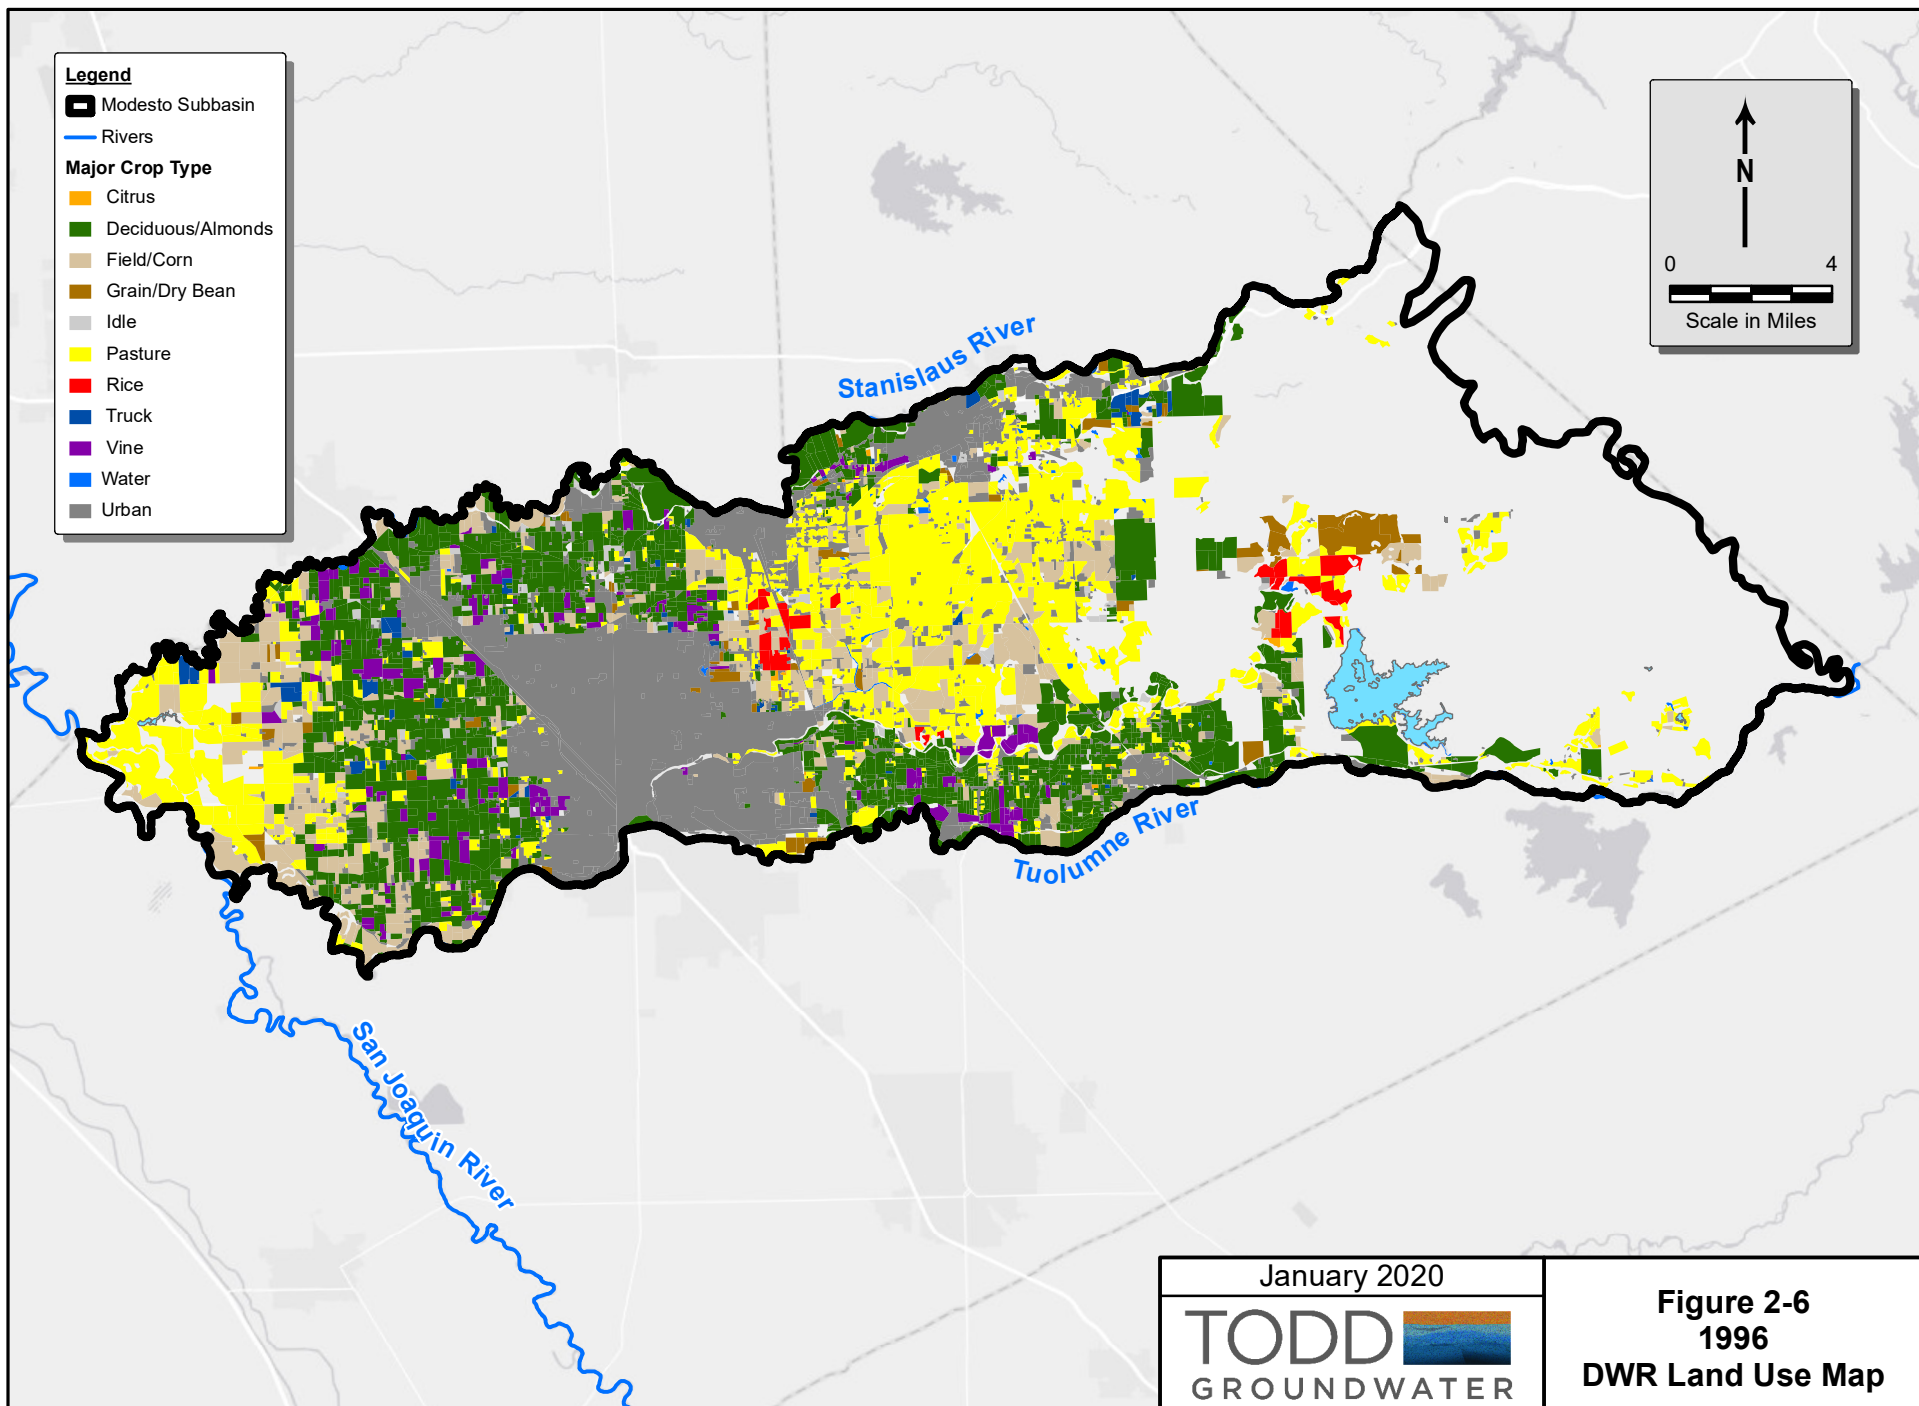 Legend
Modesto Subbasin
Rivers
Major Crop Type
Citrus
Deciduous/Almonds
Field/Corn
Grain/Dry Bean
Idle
Pasture
Rice
Truck
Vine
Water
Urban
N
0 4
Scale in Miles
Stanislaus River
Tuolumne River
San Joaquin River
January 2020
TODD
GROUNDWATER
Figure 2-6
1996
DWR Land Use Map